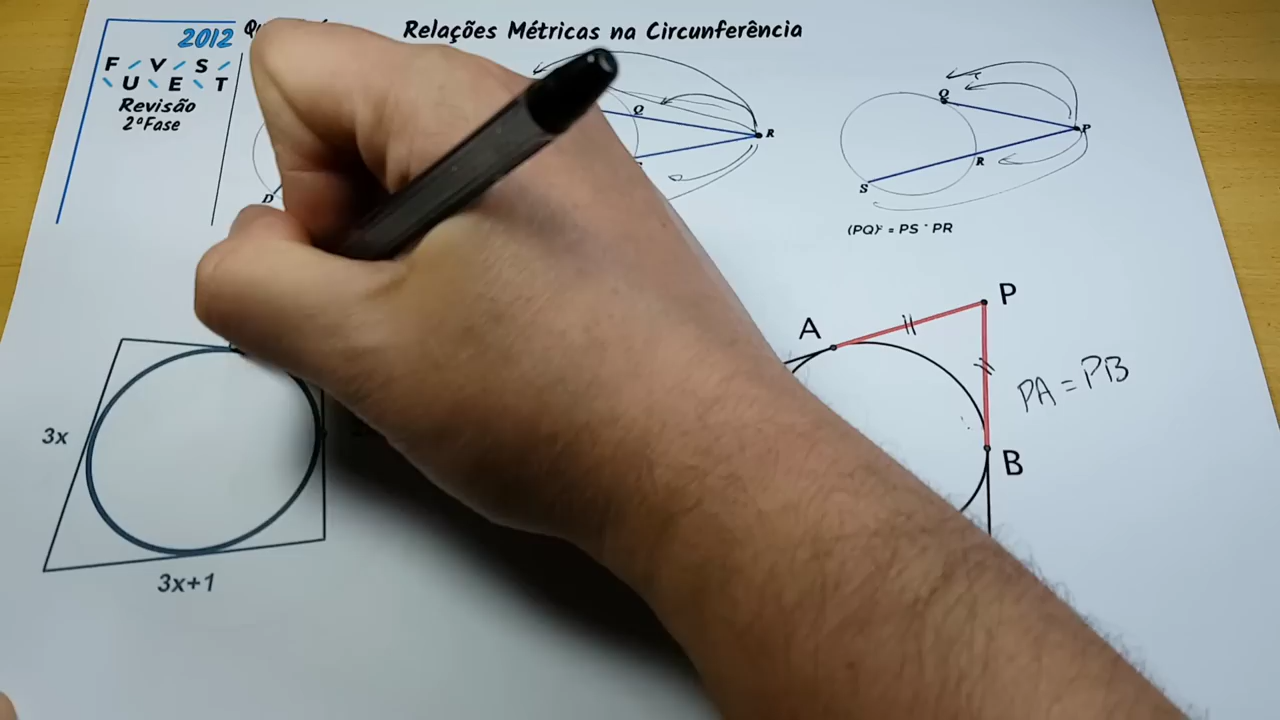 2012
Relações Métricas na Circunferência
F V S
U E T
Revisão
2ºFase
Q
R
D
Q
P
R
S
(PQ)² = PS · PR
3x
3x+1
A
P
B
PA = PB